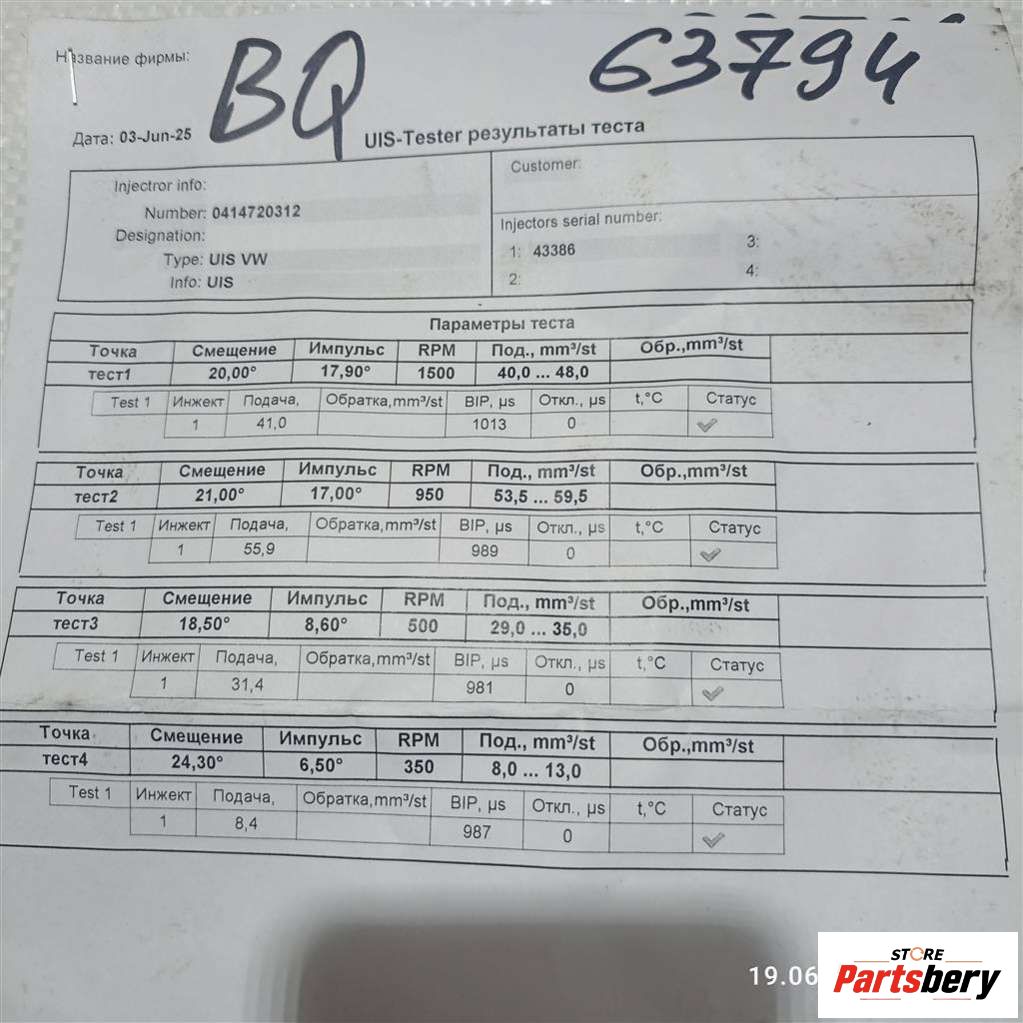 Название фирмы:
BQ 63794
Дата: 03-Jun-25
UIS-Tester результаты теста
Injectror info:
Number: 0414720312
Designation:
Type: UIS VW
Info: UIS
Customer:
Injectors serial number:
1: 43386 3:
2: 4:
Параметры теста
Точка Смещение Импульс RPM Под., mm³/st Обр.,mm³/st
тест1 20,00° 17,90° 1500 40,0 ... 48,0
Test 1 Инжект Подача, Обратка,mm³/st BIP, µs Откл., µs t,°C Статус
1 41,0 1013 0
Точка Смещение Импульс RPM Под., mm³/st Обр.,mm³/st
тест2 21,00° 17,00° 950 53,5 ... 59,5
Test 1 Инжект Подача, Обратка,mm³/st BIP, µs Откл., µs t,°C Статус
1 55,9 989 0
Точка Смещение Импульс RPM Под., mm³/st Обр.,mm³/st
тест3 18,50° 8,60° 500 29,0 ... 35,0
Test 1 Инжект Подача, Обратка,mm³/st BIP, µs Откл., µs t,°C Статус
1 31,4 981 0
Точка Смещение Импульс RPM Под., mm³/st Обр.,mm³/st
тест4 24,30° 6,50° 350 8,0 ... 13,0
Test 1 Инжект Подача, Обратка,mm³/st BIP, µs Откл., µs t,°C Статус
1 8,4 987 0
19.06
STORE
Partsbery